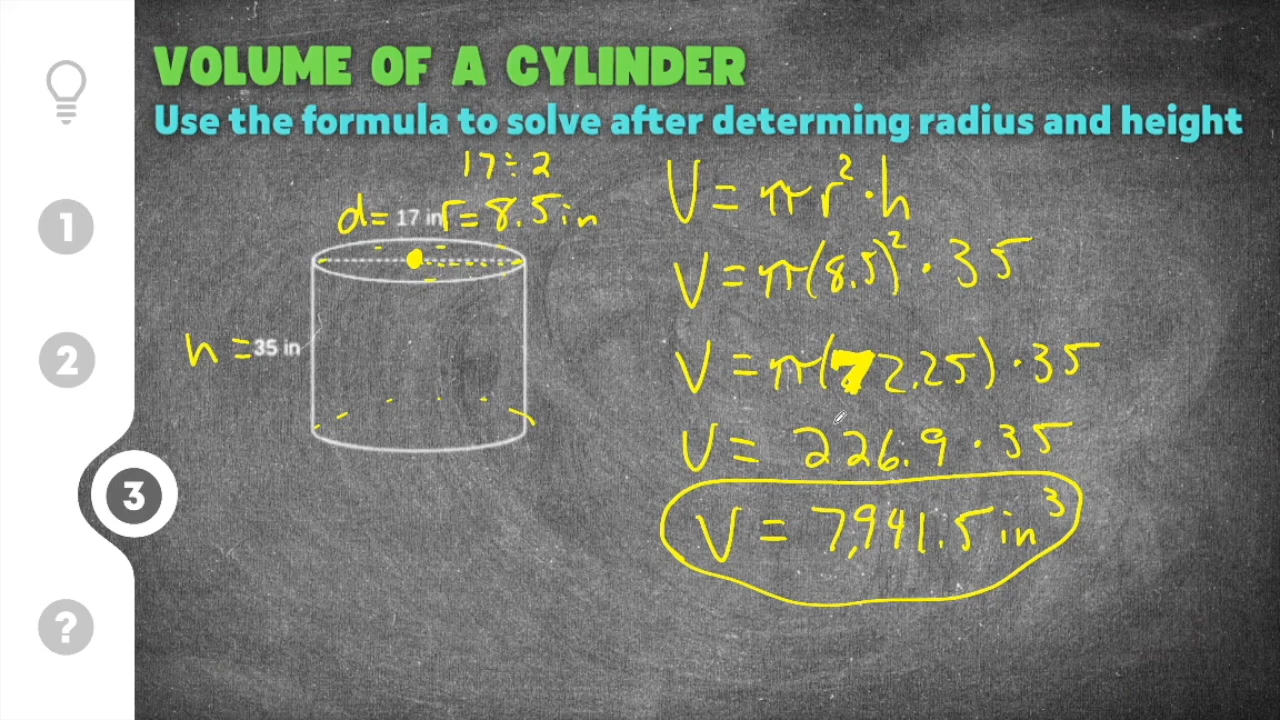 VOLUME OF A CYLINDER
Use the formula to solve after determing radius and height
17 ÷ 2
d = 17 in r = 8.5 in
h = 35 in
V = πr²·h
V = π(8.5)²·35
V = π(72.25)·35
V = 226.9·35
V = 7,941.5 in³
1
2
3
?